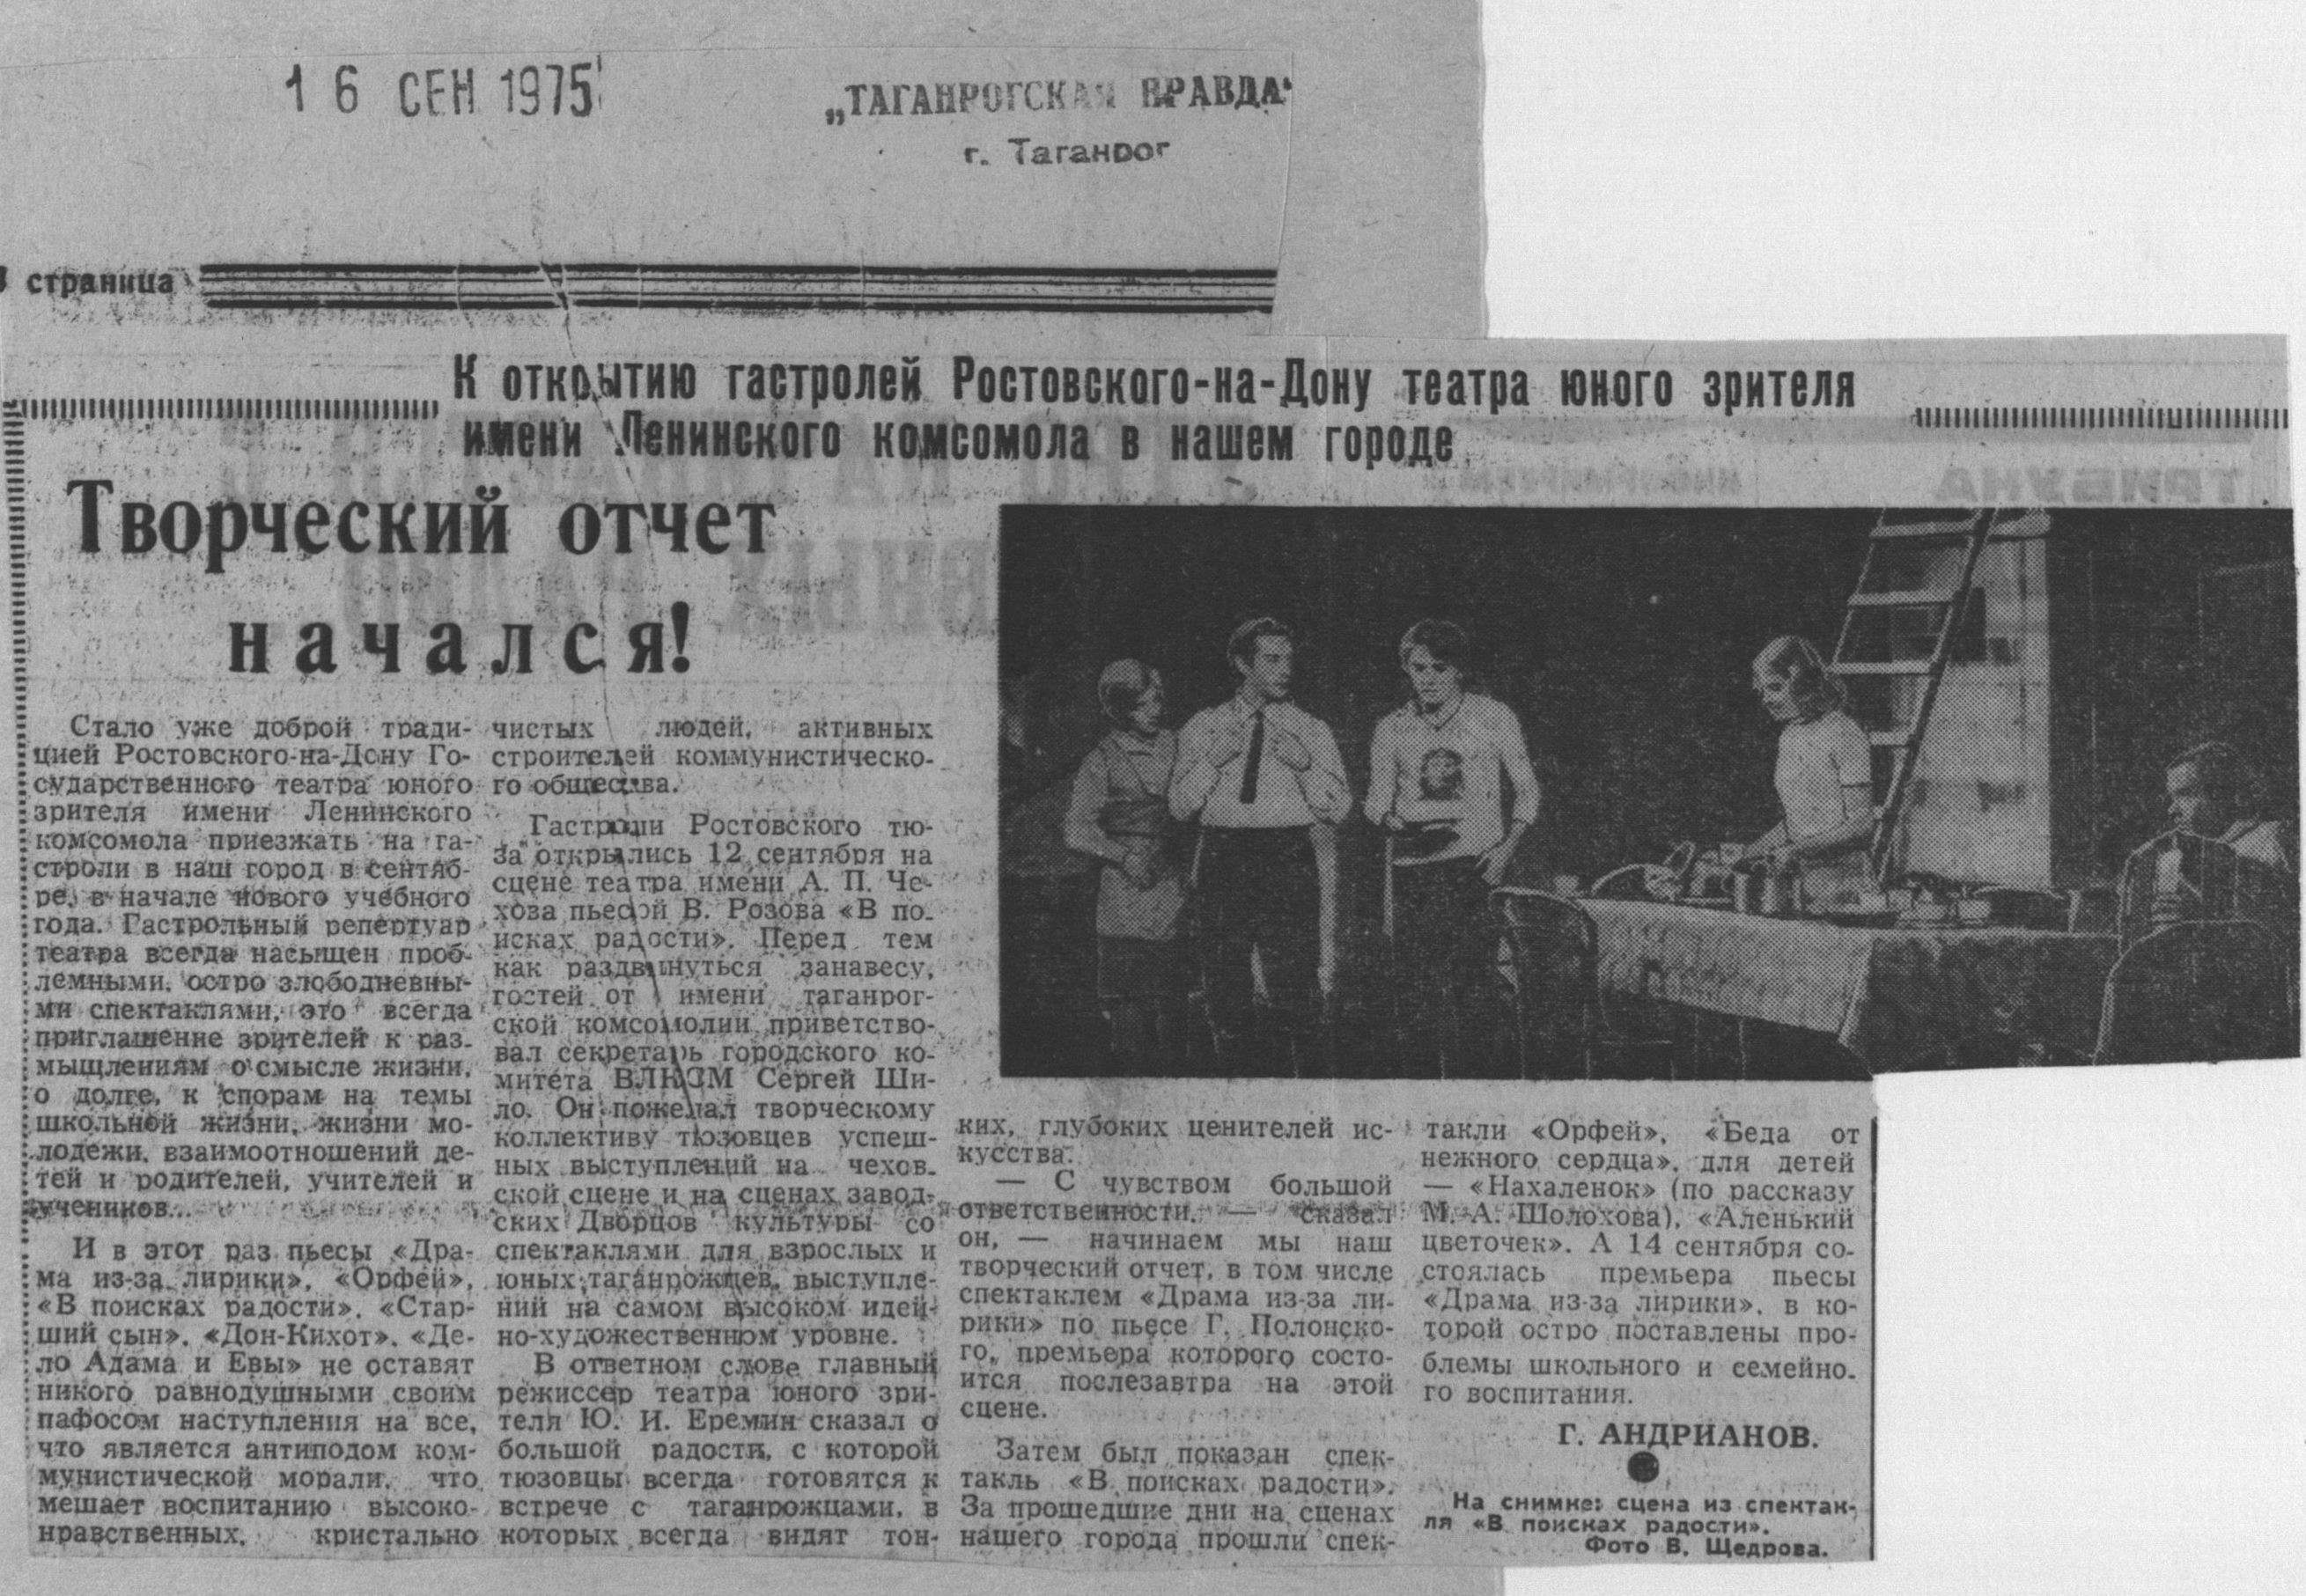 16 СЕН 1975
„ТАГАНРОГСКАЯ ПРАВДА“
г. Таганрог
страница
К открытию гастролей Ростовского-на-Дону театра юного зрителя
имени Ленинского комсомола в нашем городе
Творческий отчет
начался!
Стало уже доброй тради-
цией Ростовского-на-Дону Го-
сударственного театра юного
зрителя имени Ленинского
комсомола приезжать на га-
строли в наш город в сентяб-
ре, в начале нового учебного
года. Гастрольный репертуар
театра всегда насыщен проб-
лемными, остро злободневны-
ми спектаклями, это всегда
приглашение зрителей к раз-
мыщлениям о смысле жизни,
о долге, к спорам на темы
школьной жизни, жизни мо-
лодежи, взаимоотношений де-
тей и родителей, учителей и
учеников...
И в этот раз пьесы «Дра-
ма из-за лирики», «Орфей»,
«В поисках радости», «Стар-
ший сын», «Дон-Кихот», «Де-
ло Адама и Евы» не оставят
никого равнодушными своим
пафосом наступления на все,
что является антиподом ком-
мунистической морали, что
мешает воспитанию высоко-
нравственных, кристально
чистых людей, активных
строителей коммунистическо-
го общества.
Гастроли Ростовского тю-
за открылись 12 сентября на
сцене театра имени А. П. Че-
хова пьесой В. Розова «В по-
исках радости». Перед тем
как раздвинуться занавесу,
гостей от имени таганрог-
ской комсомолии приветство-
вал секретарь городского ко-
митета ВЛКСМ Сергей Ши-
ло. Он пожелал творческому
коллективу тюзовцев успеш-
ных выступлений на чехов-
ской сцене и на сценах завод-
ских Дворцов культуры со
спектаклями для взрослых и
юных таганрожцев, выступле-
ний на самом высоком идей-
но-художественном уровне.
В ответном слове главный
режиссер театра юного зри-
теля Ю. И. Еремин сказал о
большой радости, с которой
тюзовцы всегда готовятся к
встрече с таганрожцами, в
которых всегда видят тон-
ких, глубоких ценителей ис-
кусства.
— С чувством большой
ответственности, — сказал
он, — начинаем мы наш
творческий отчет, в том числе
спектаклем «Драма из-за ли-
рики» по пьесе Г. Полонско-
го, премьера которого состо-
ится послезавтра на этой
сцене.
Затем был показан спек-
такль «В поисках радости».
За прошедшие дни на сценах
нашего города прошли спек-
такли «Орфей», «Беда от
нежного сердца», для детей
— «Нахаленок» (по рассказу
М. А. Шолохова), «Аленький
цветочек». А 14 сентября со-
стоялась премьера пьесы
«Драма из-за лирики», в ко-
торой остро поставлены про-
блемы школьного и семейно-
го воспитания.
Г. АНДРИАНОВ.
На снимке: сцена из спектак-
ля «В поисках радости».
Фото В. Щедрова.